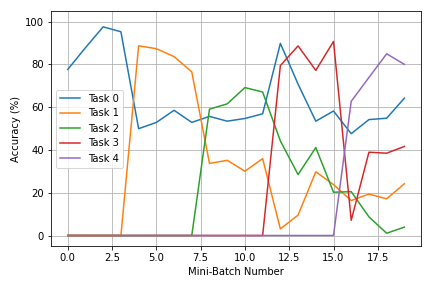 100
80
60
40
20
0
Accuracy (%)
Task 0
Task 1
Task 2
Task 3
Task 4
0.0 2.5 5.0 7.5 10.0 12.5 15.0 17.5
Mini-Batch Number